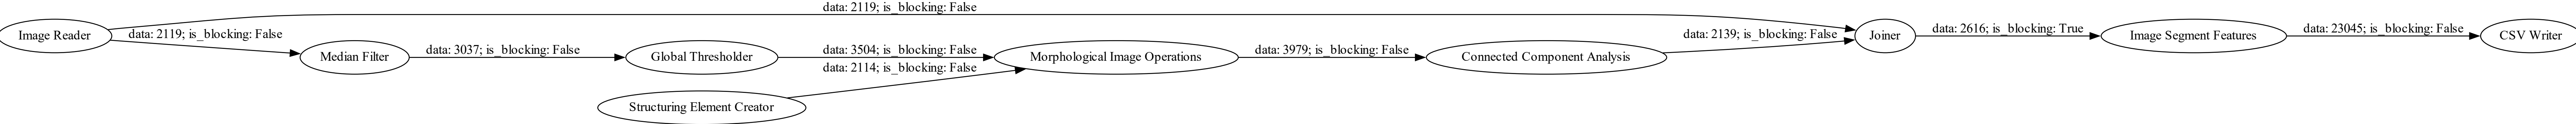 data: 2119; is_blocking: False
Image Reader
data: 2119; is_blocking: False
Median Filter
data: 3037; is_blocking: False
Global Thresholder
data: 3504; is_blocking: False
data: 2114; is_blocking: False
Structuring Element Creator
Morphological Image Operations
data: 3979; is_blocking: False
Connected Component Analysis
data: 2139; is_blocking: False
Joiner
data: 2616; is_blocking: True
Image Segment Features
data: 23045; is_blocking: False
CSV Writer